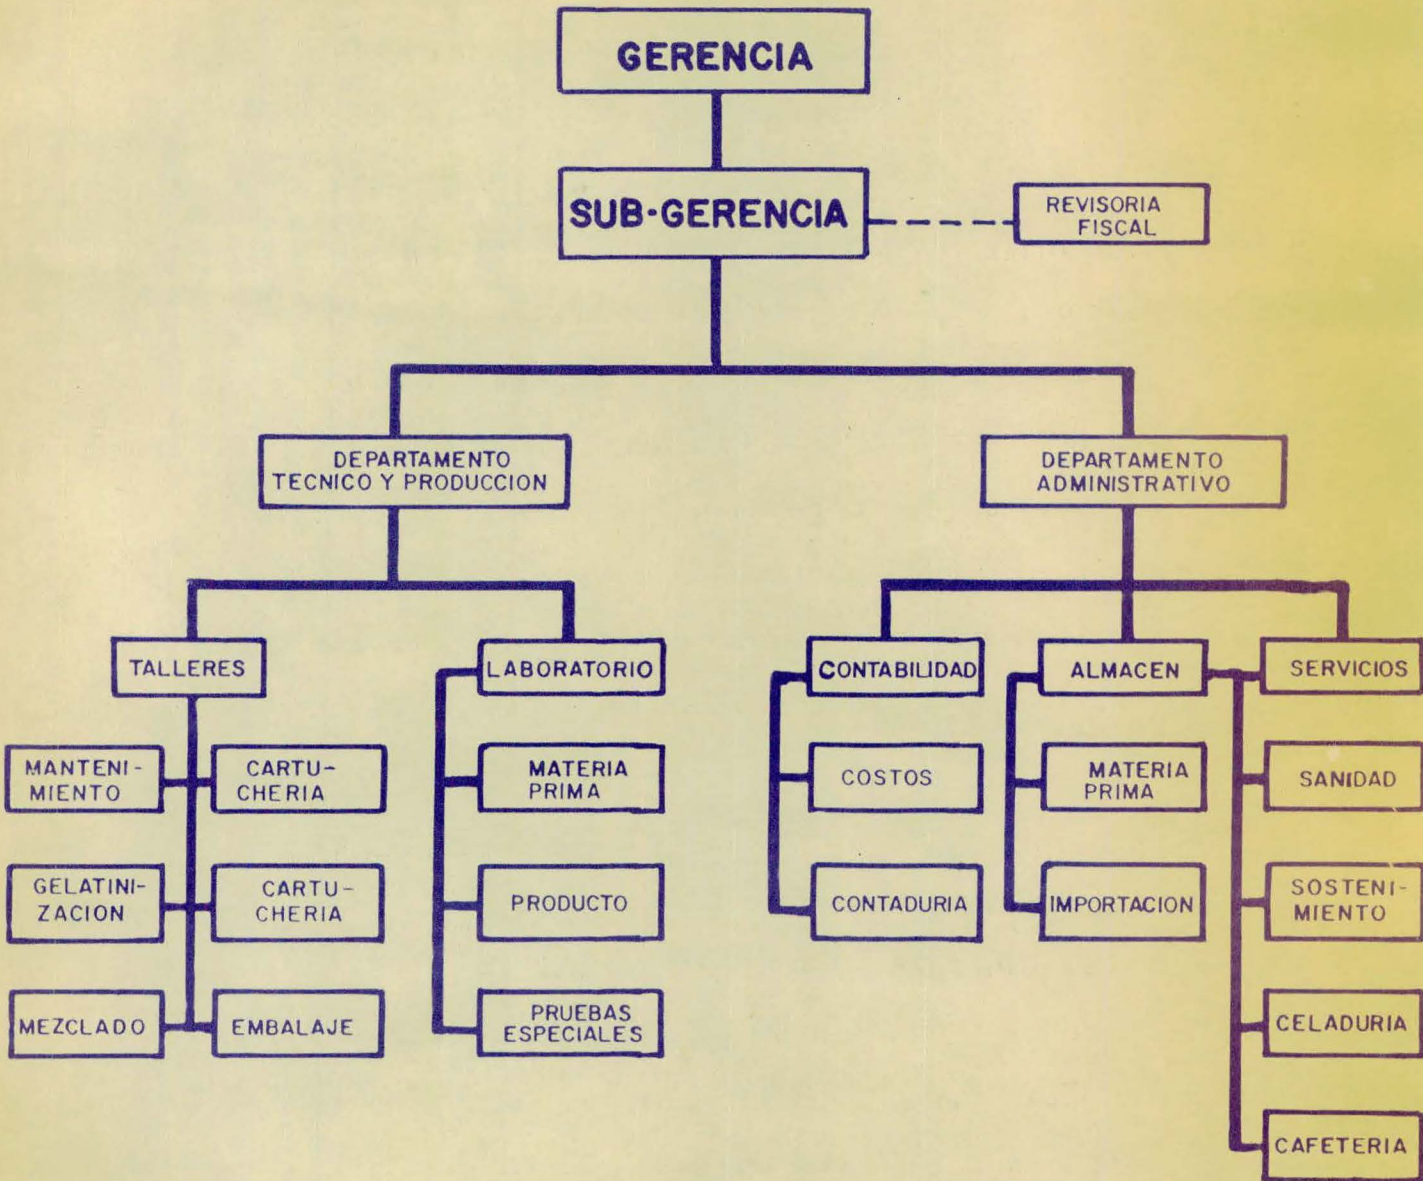 GERENCIA
SUB-GERENCIA
REVISORIA
FISCAL
DEPARTAMENTO
TECNICO Y PRODUCCION
DEPARTAMENTO
ADMINISTRATIVO
TALLERES
LABORATORIO
CONTABILIDAD
ALMACEN
SERVICIOS
MANTENI-
MIENTO
CARTU-
CHERIA
MATERIA
PRIMA
COSTOS
MATERIA
PRIMA
SANIDAD
GELATINI-
ZACION
CARTU-
CHERIA
PRODUCTO
CONTADURIA
IMPORTACION
SOSTENI-
MIENTO
MEZCLADO
EMBALAJE
PRUEBAS
ESPECIALES
CELADURIA
CAFETERIA